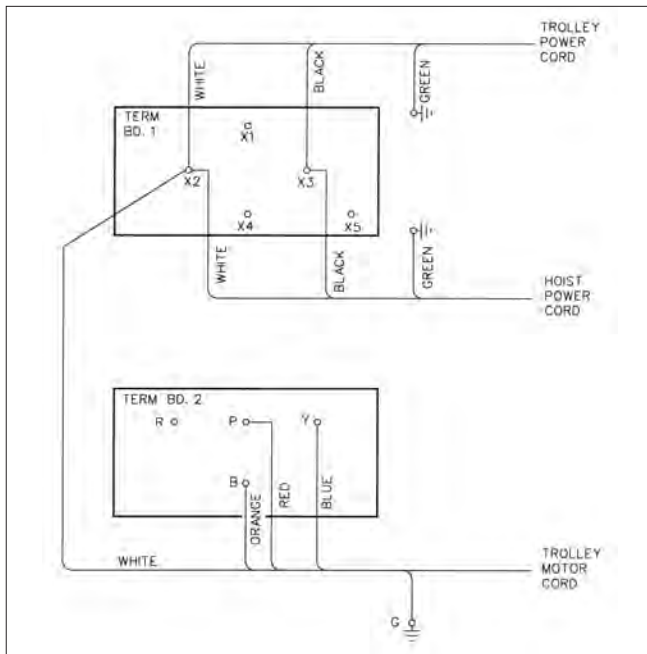 TROLLEY
POWER
CORD
WHITE
BLACK
GREEN
TERM
BD. 1
X1
X2
X3
X4
X5
WHITE
BLACK
GREEN
HOIST
POWER
CORD
TERM BD. 2
R
P
Y
B
ORANGE
RED
BLUE
WHITE
TROLLEY
MOTOR
CORD
G